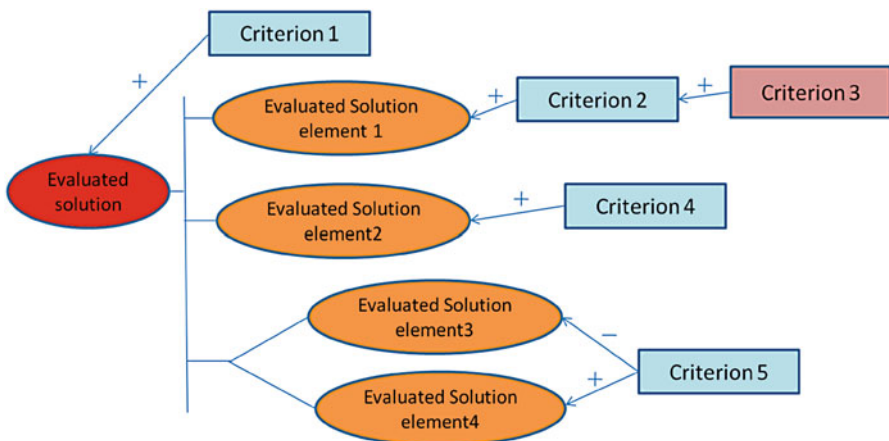 Criterion 1
+
Evaluated Solution
element 1
+
Criterion 2
+
Criterion 3
Evaluated
solution
Evaluated Solution
element2
+
Criterion 4
Evaluated Solution
element3
−
Criterion 5
+
Evaluated Solution
element4